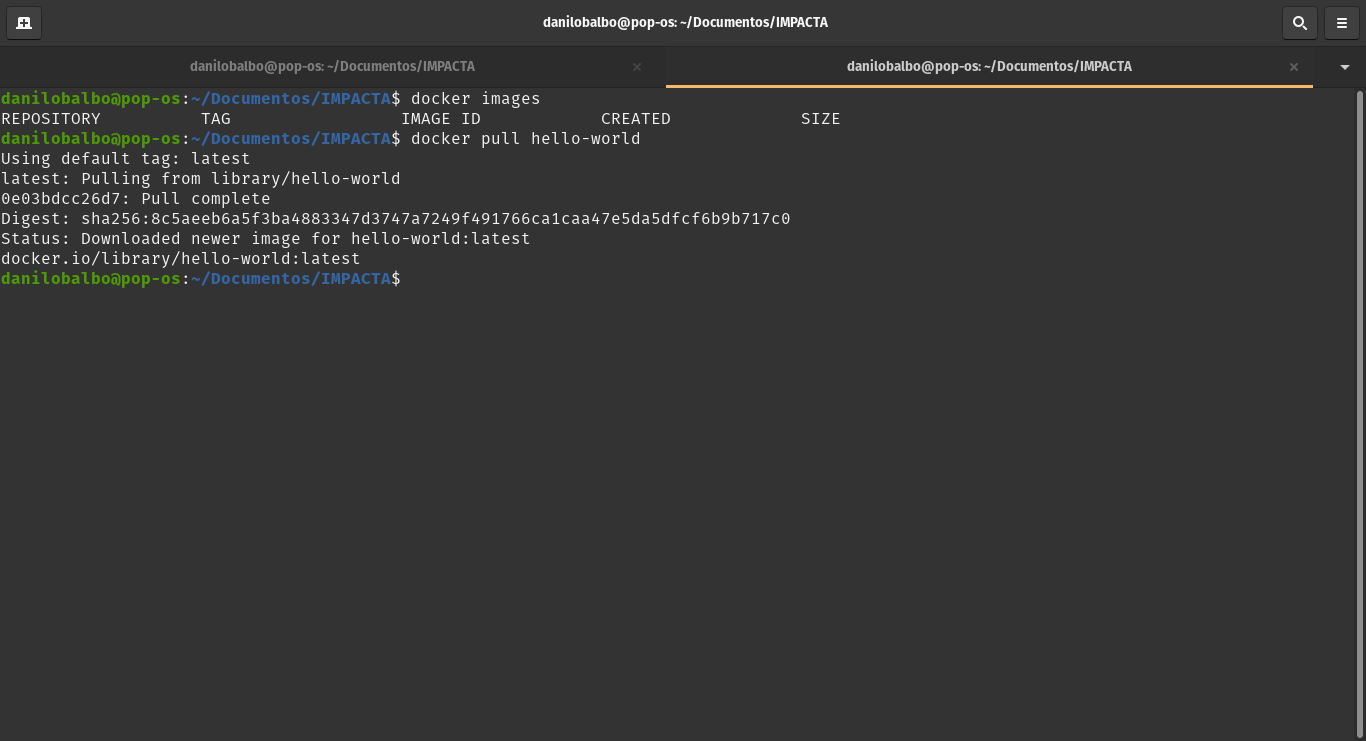 danilobalbo@pop-os: ~/Documentos/IMPACTA
danilobalbo@pop-os: ~/Documentos/IMPACTA × danilobalbo@pop-os: ~/Documentos/IMPACTA ×
danilobalbo@pop-os:~/Documentos/IMPACTA$ docker images
REPOSITORY          TAG                 IMAGE ID            CREATED             SIZE
danilobalbo@pop-os:~/Documentos/IMPACTA$ docker pull hello-world
Using default tag: latest
latest: Pulling from library/hello-world
0e03bdcc26d7: Pull complete
Digest: sha256:8c5aeeb6a5f3ba4883347d3747a7249f491766ca1caa47e5da5dfcf6b9b717c0
Status: Downloaded newer image for hello-world:latest
docker.io/library/hello-world:latest
danilobalbo@pop-os:~/Documentos/IMPACTA$